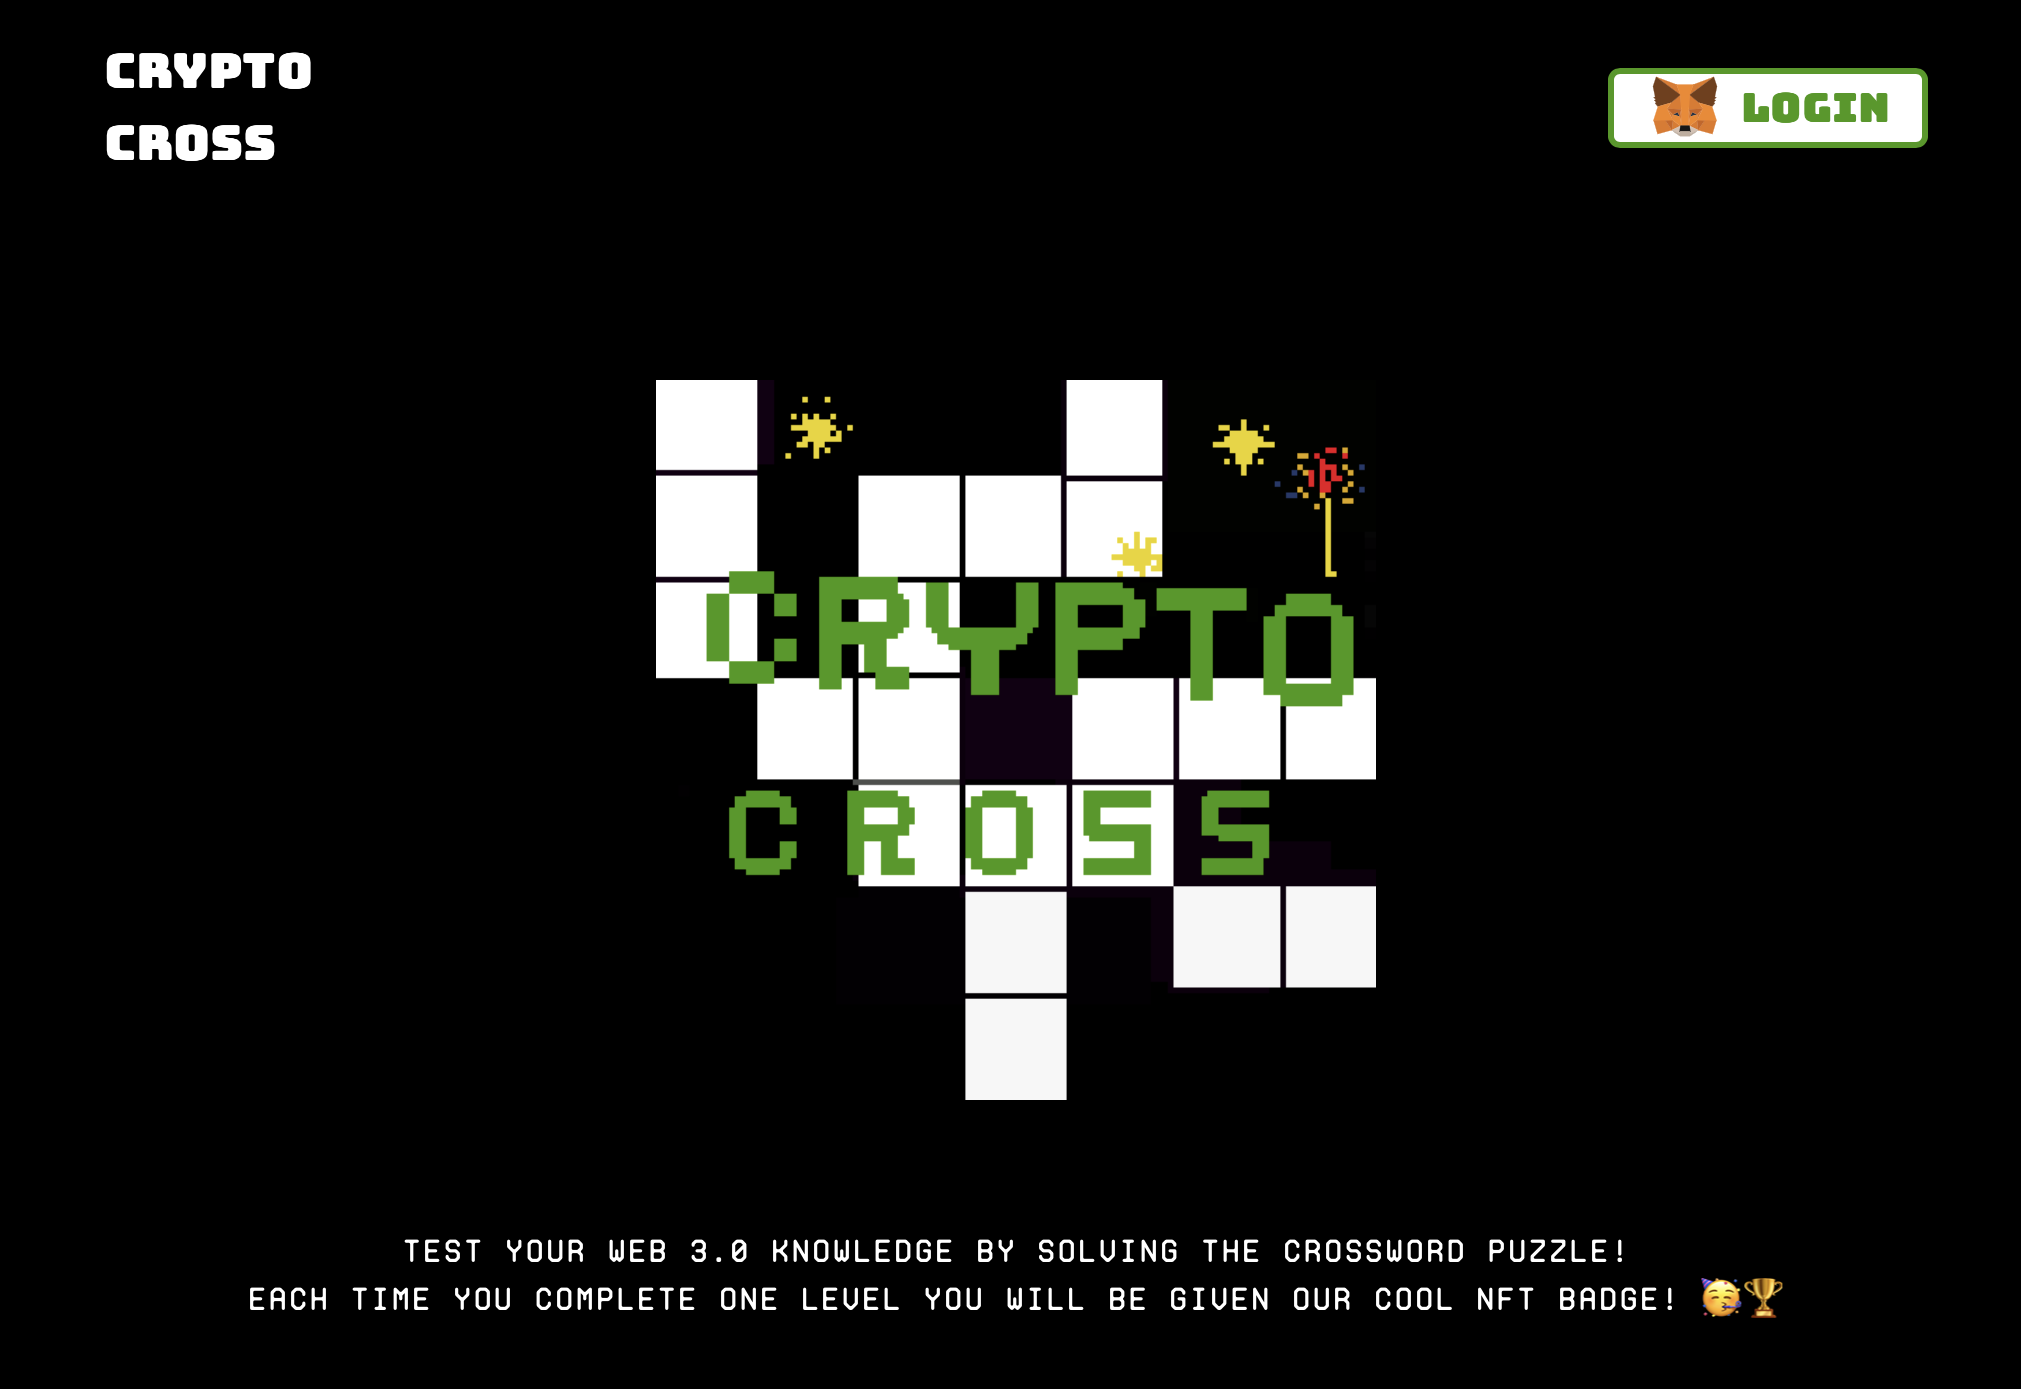 CRYPTO
CROSS
LOGIN
CRYPTO
CROSS
TEST YOUR WEB 3.0 KNOWLEDGE BY SOLVING THE CROSSWORD PUZZLE!
EACH TIME YOU COMPLETE ONE LEVEL YOU WILL BE GIVEN OUR COOL NFT BADGE! 🥳🏆